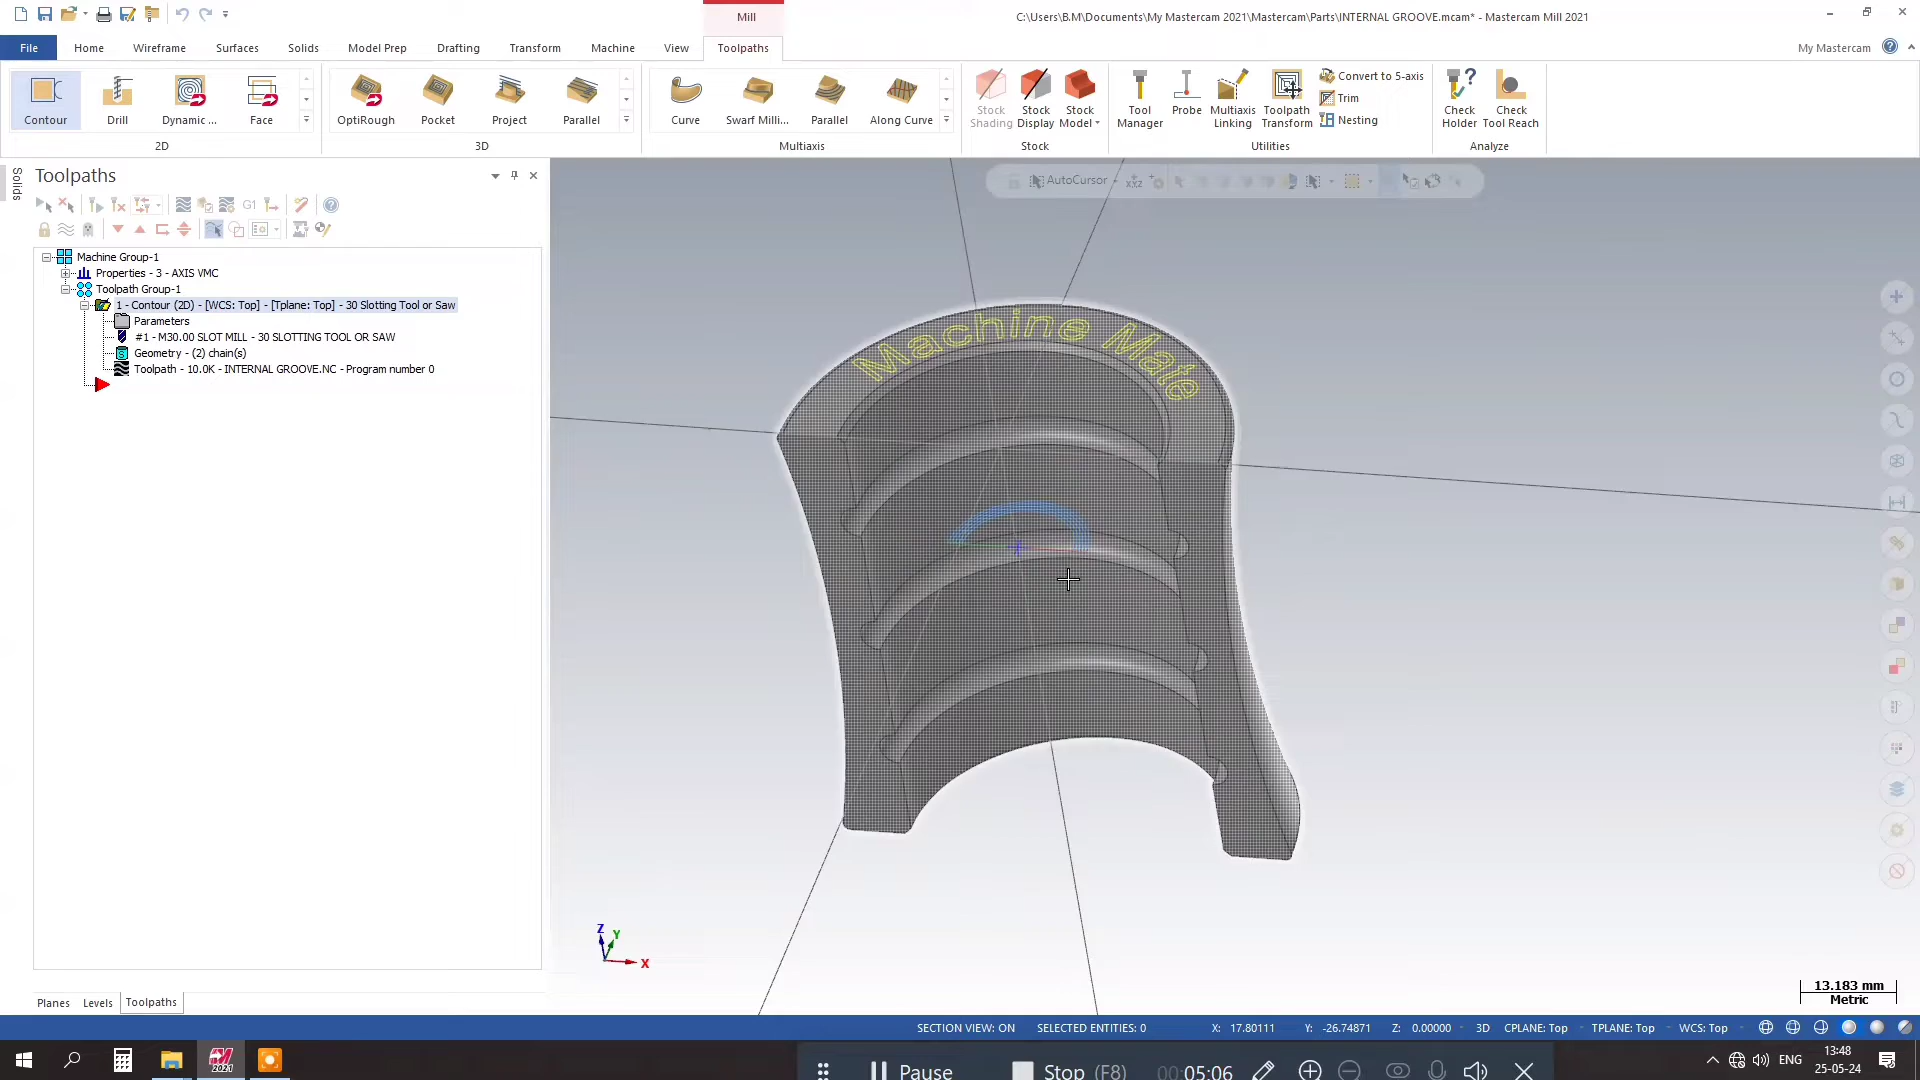 Mill
C:\Users\B.M\Documents\My Mastercam 2021\Mastercam\Parts\INTERNAL GROOVE.mcam* - Mastercam Mill 2021
File Home Wireframe Surfaces Solids Model Prep Drafting Transform Machine View Toolpaths My Mastercam
Contour Drill Dynamic ... Face OptiRough Pocket Project Parallel Curve Swarf Milli... Parallel Along Curve
Stock Shading Stock Display Stock Model Tool Manager Probe Multiaxis Linking Toolpath Transform
Convert to 5-axis
Trim
Nesting
Check Holder Check Tool Reach
2D 3D Multiaxis Stock Utilities Analyze
Solids
Toolpaths
AutoCursor
G1
Machine Group-1
Properties - 3 - AXIS VMC
Toolpath Group-1
1 - Contour (2D) - [WCS: Top] - [Tplane: Top] - 30 Slotting Tool or Saw
Parameters
#1 - M30.00 SLOT MILL - 30 SLOTTING TOOL OR SAW
Geometry - (2) chain(s)
Toolpath - 10.0K - INTERNAL GROOVE.NC - Program number 0
Machine Mate
Z Y X
13.183 mm
Metric
Planes Levels Toolpaths
SECTION VIEW: ON SELECTED ENTITIES: 0 X: 17.80111 Y: -26.74871 Z: 0.00000 3D CPLANE: Top TPLANE: Top WCS: Top
2021
Pause Stop (F8) 00:05:06
ENG
13:48
25-05-24